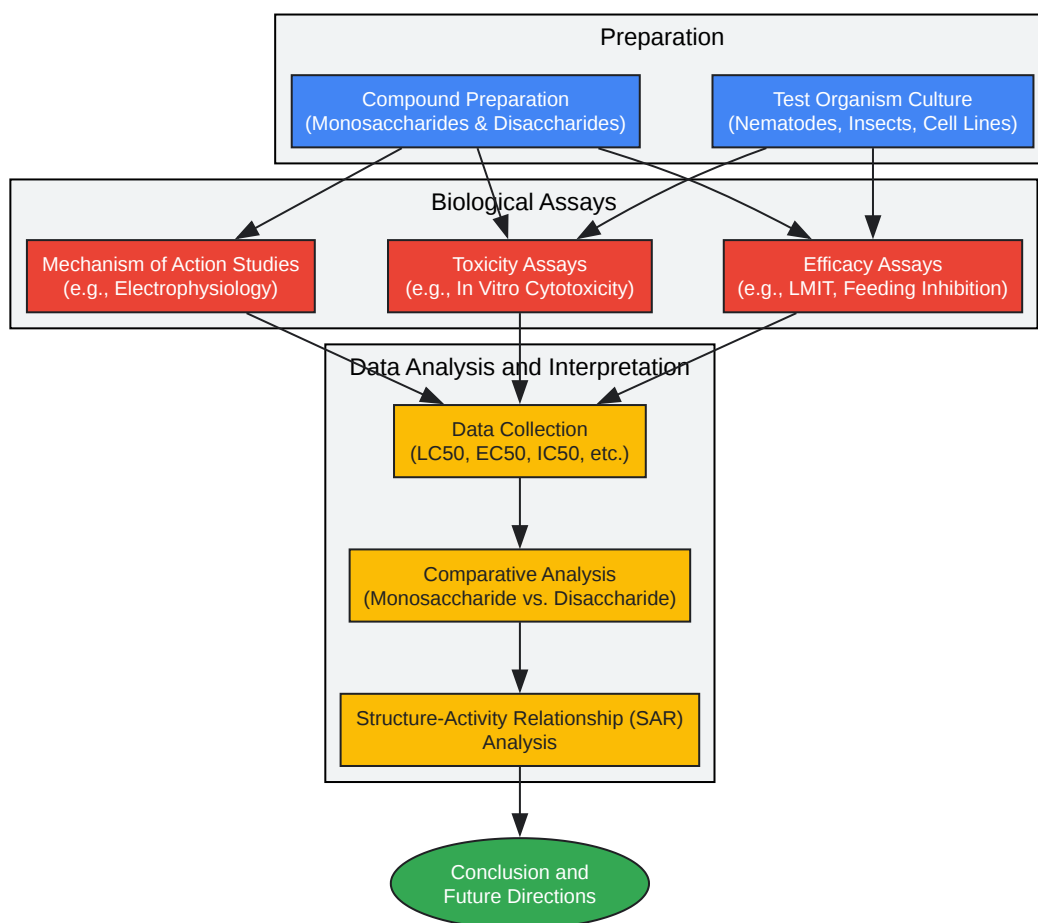 Preparation
Compound Preparation
(Monosaccharides & Disaccharides)
Test Organism Culture
(Nematodes, Insects, Cell Lines)
Biological Assays
Mechanism of Action Studies
(e.g., Electrophysiology)
Toxicity Assays
(e.g., In Vitro Cytotoxicity)
Efficacy Assays
(e.g., LMIT, Feeding Inhibition)
Data Analysis and Interpretation
Data Collection
(LC50, EC50, IC50, etc.)
Comparative Analysis
(Monosaccharide vs. Disaccharide)
Structure-Activity Relationship (SAR)
Analysis
Conclusion and
Future Directions